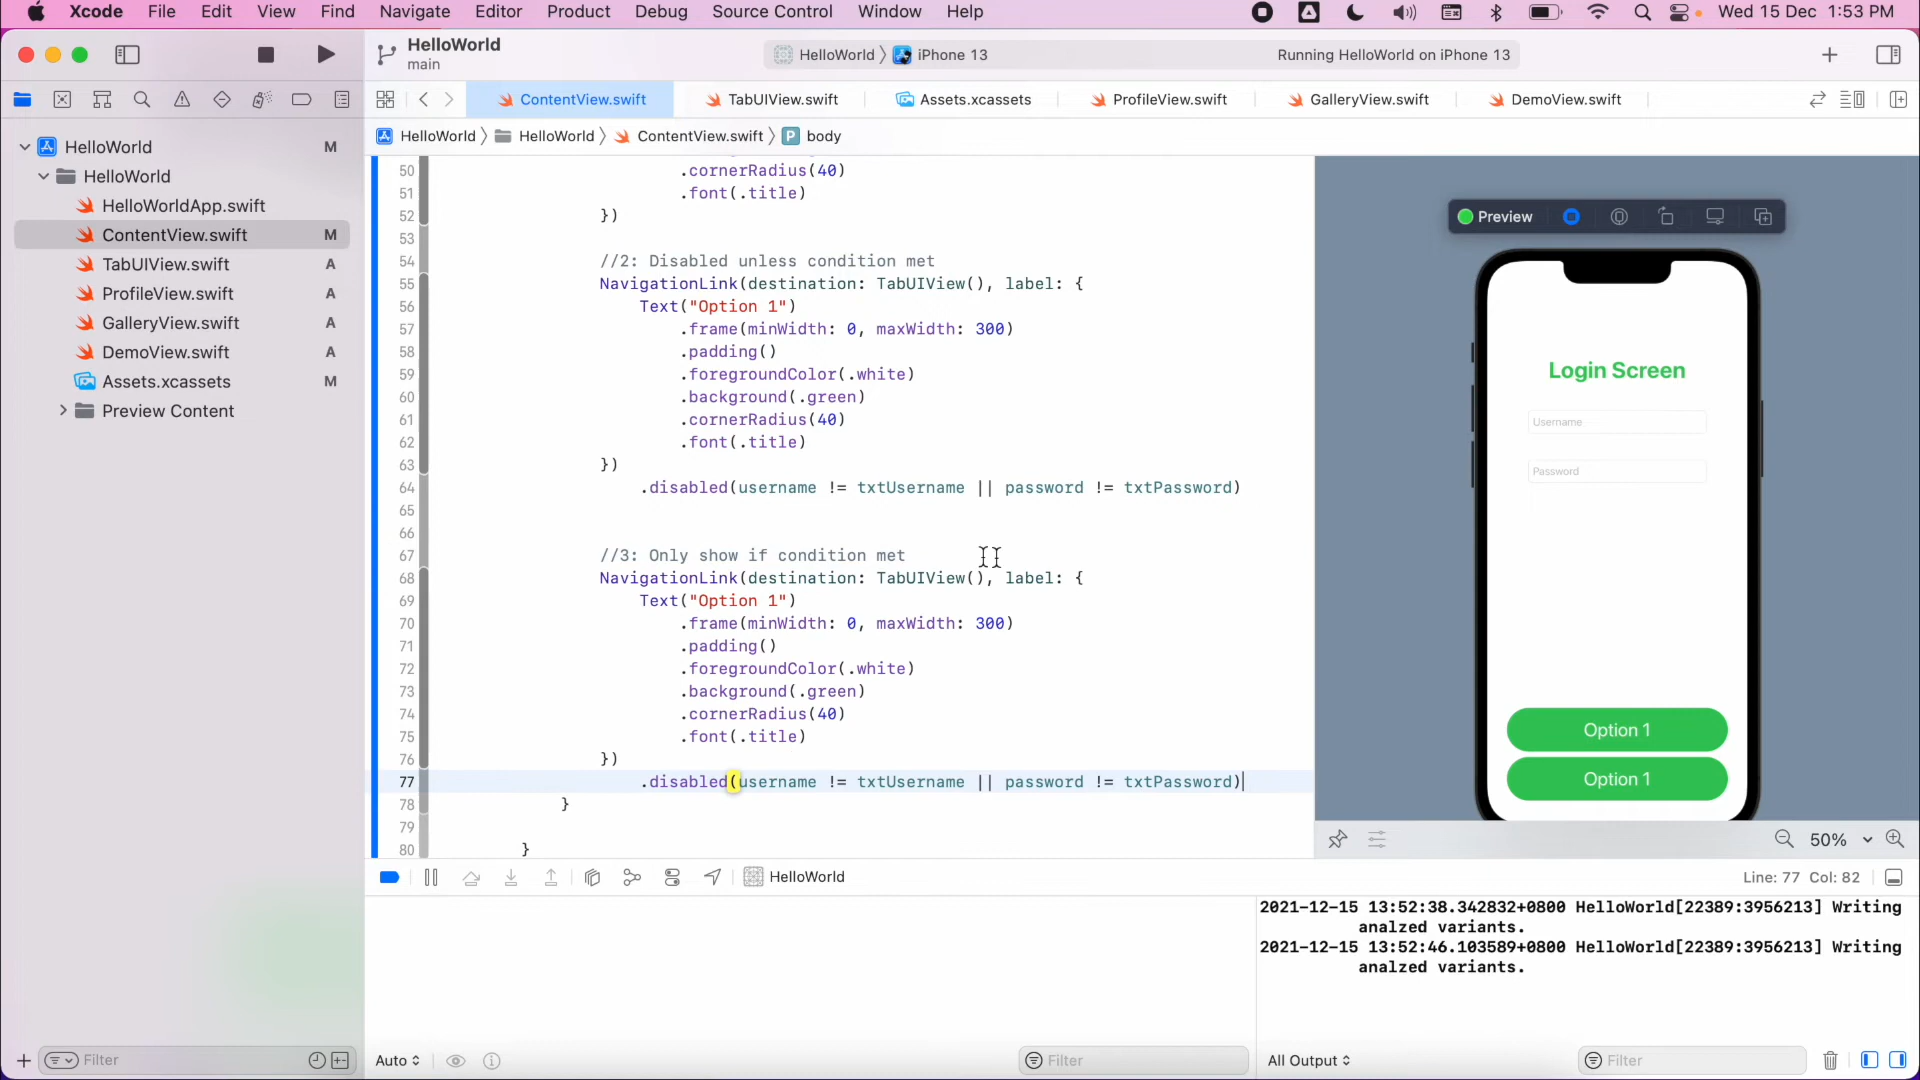 Xcode File Edit View Find Navigate Editor Product Debug Source Control Window Help Wed 15 Dec 1:53 PM
HelloWorld
main
HelloWorld 〉 iPhone 13
Running HelloWorld on iPhone 13
ContentView.swift TabUIView.swift Assets.xcassets ProfileView.swift GalleryView.swift DemoView.swift
HelloWorld 〉 HelloWorld 〉 ContentView.swift 〉 P body
HelloWorld M
HelloWorld
HelloWorldApp.swift
ContentView.swift M
TabUIView.swift A
ProfileView.swift A
GalleryView.swift A
DemoView.swift A
Assets.xcassets M
Preview Content
Filter
50 .cornerRadius(40)
51 .font(.title)
52 })
53
54 //2: Disabled unless condition met
55 NavigationLink(destination: TabUIView(), label: {
56 Text("Option 1")
57 .frame(minWidth: 0, maxWidth: 300)
58 .padding()
59 .foregroundColor(.white)
60 .background(.green)
61 .cornerRadius(40)
62 .font(.title)
63 })
64 .disabled(username != txtUsername || password != txtPassword)
65
66
67 //3: Only show if condition met
68 NavigationLink(destination: TabUIView(), label: {
69 Text("Option 1")
70 .frame(minWidth: 0, maxWidth: 300)
71 .padding()
72 .foregroundColor(.white)
73 .background(.green)
74 .cornerRadius(40)
75 .font(.title)
76 })
77 .disabled(username != txtUsername || password != txtPassword)
78 }
79
80 }
Preview
Login Screen
Username
Password
Option 1
Option 1
50%
HelloWorld
Line: 77 Col: 82
2021-12-15 13:52:38.342832+0800 HelloWorld[22389:3956213] Writing
analzed variants.
2021-12-15 13:52:46.103589+0800 HelloWorld[22389:3956213] Writing
analzed variants.
Auto
Filter
All Output
Filter